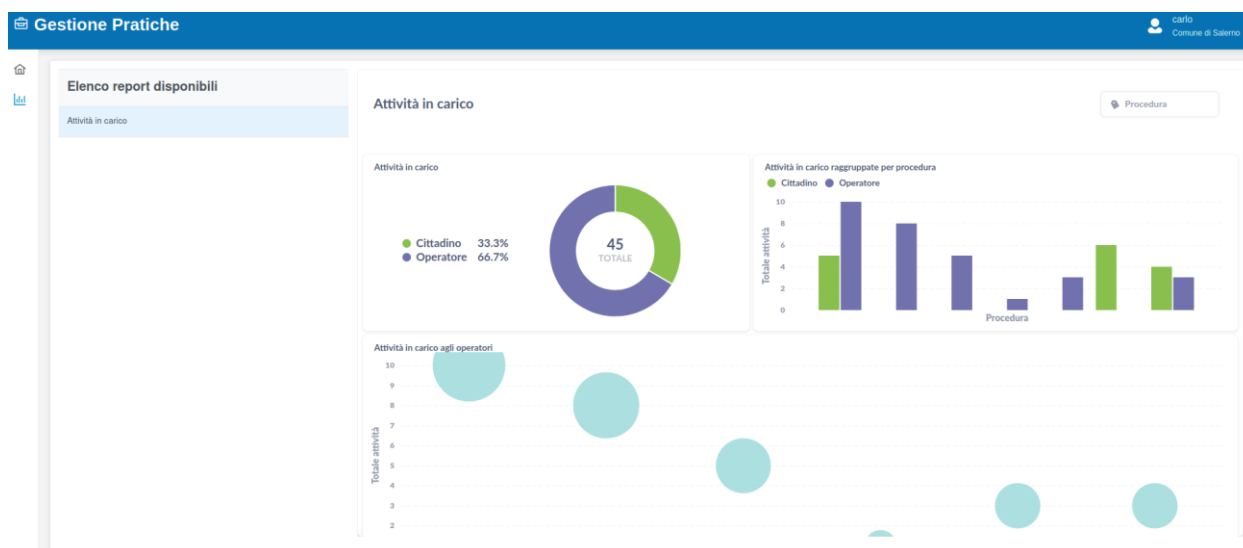 Gestione Pratiche
carlo
Comune di Salerno
Elenco report disponibili
Attività in carico
Attività in carico
Procedura
Attività in carico
Cittadino 33.3%
Operatore 66.7%
45
TOTALE
Attività in carico raggruppate per procedura
Cittadino Operatore
Totale attività
10
8
6
4
2
0
Procedura
Attività in carico agli operatori
Totale attività
10
9
8
7
6
5
4
3
2